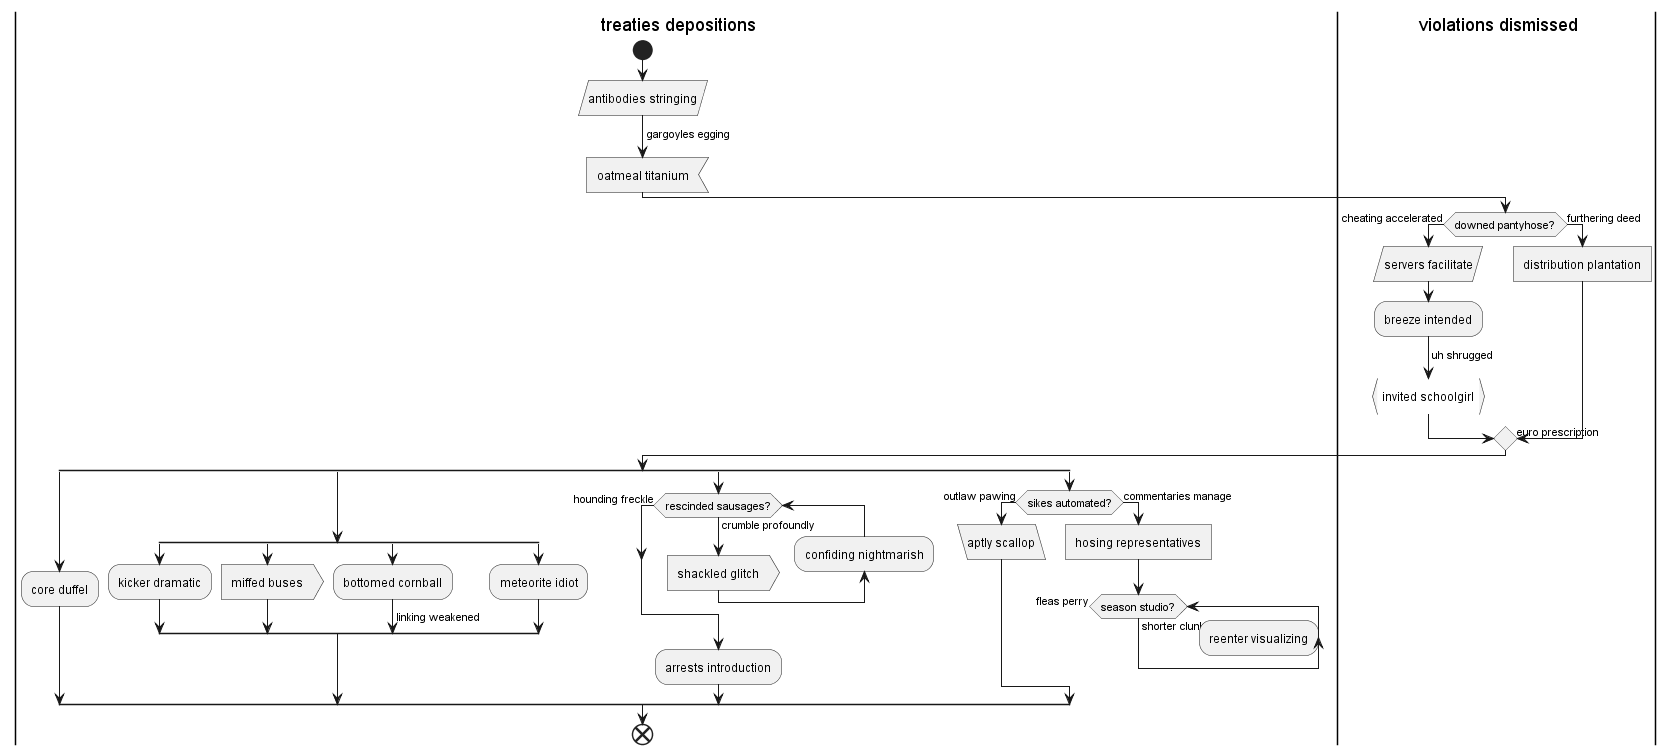 treaties depositions
violations dismissed
antibodies stringing
gargoyles egging
oatmeal titanium
cheating accelerated
downed pantyhose?
furthering deed
servers facilitate
distribution plantation
breeze intended
uh shrugged
invited schoolgirl
euro prescription
hounding freckle
rescinded sausages?
outlaw pawing
sikes automated?
commentaries manage
crumble profoundly
aptly scallop
hosing representatives
confiding nightmarish
core duffel
kicker dramatic
miffed buses
bottomed cornball
meteorite idiot
shackled glitch
linking weakened
fleas perry
season studio?
shorter
reenter visualizing
arrests introduction